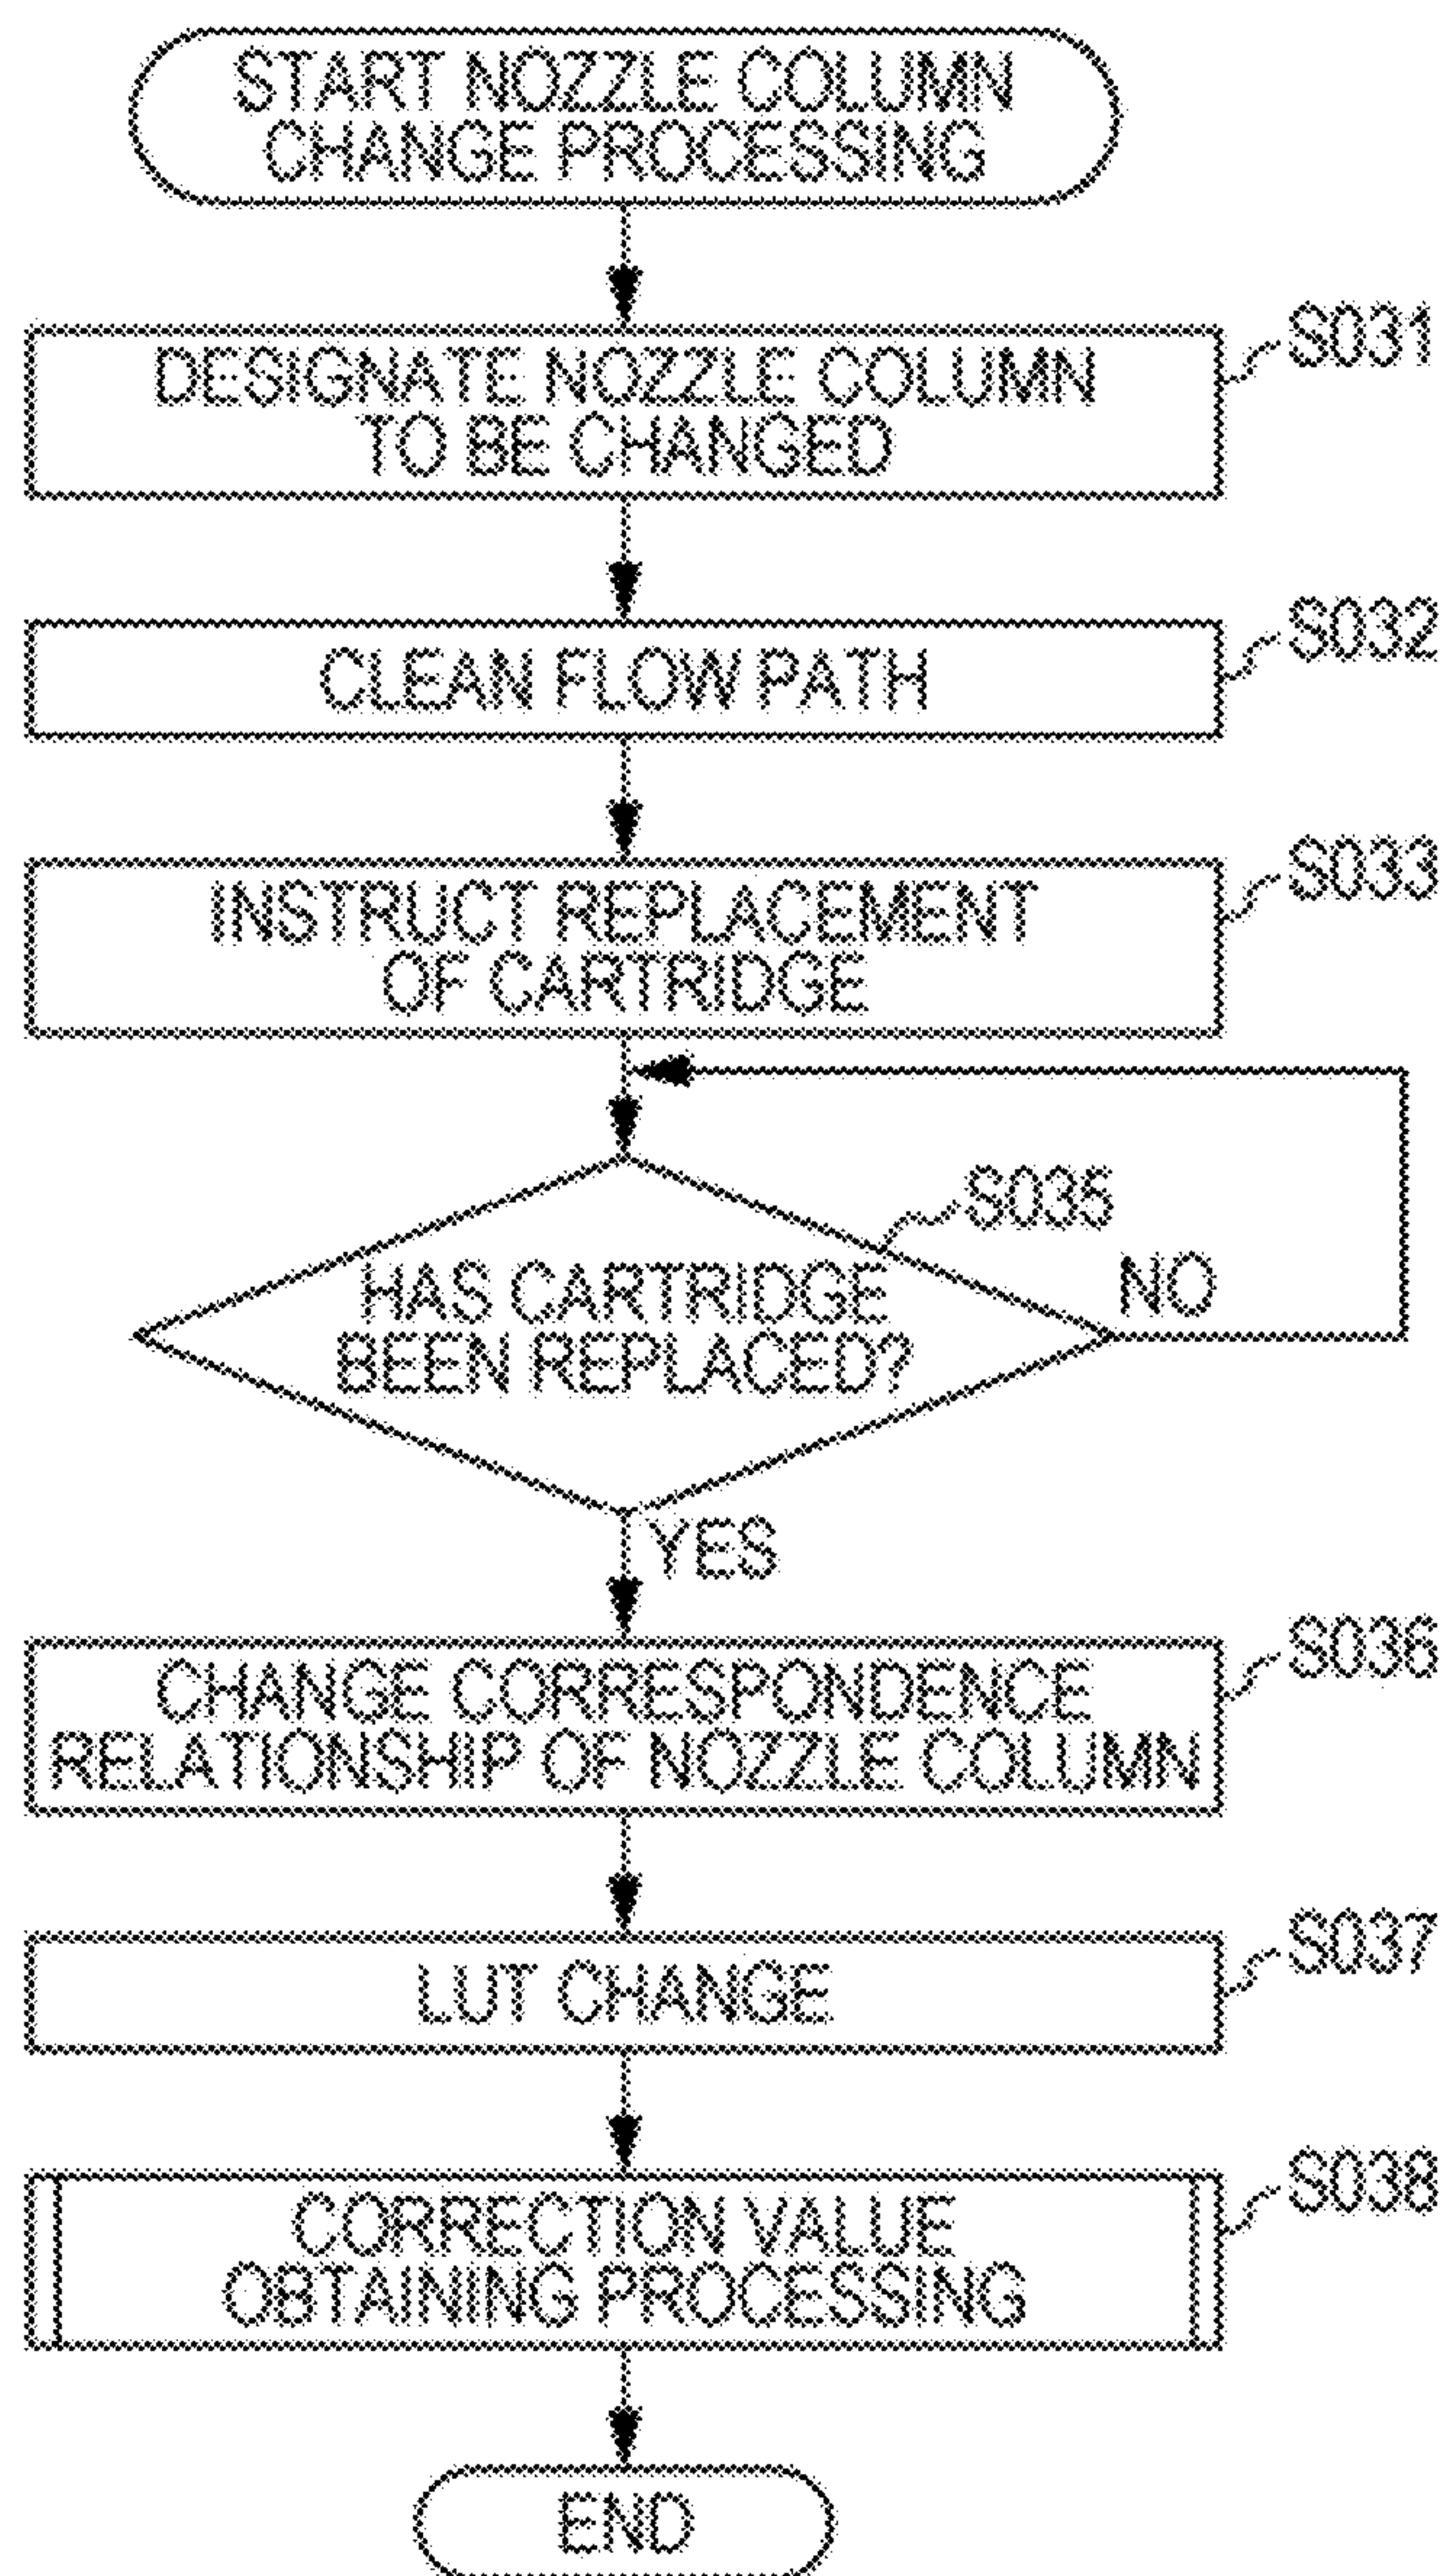 START NOZZLE COLUMN
CHANGE PROCESSING
DESIGNATE NOZZLE COLUMN
TO BE CHANGED
S031
CLEAN FLOW PATH
S032
INSTRUCT REPLACEMENT
OF CARTRIDGE
S033
HAS CARTRIDGE
BEEN REPLACED?
S035
NO
YES
CHANGE CORRESPONDENCE
RELATIONSHIP OF NOZZLE COLUMN
S036
LUT CHANGE
S037
CORRECTION VALUE
OBTAINING PROCESSING
S038
END